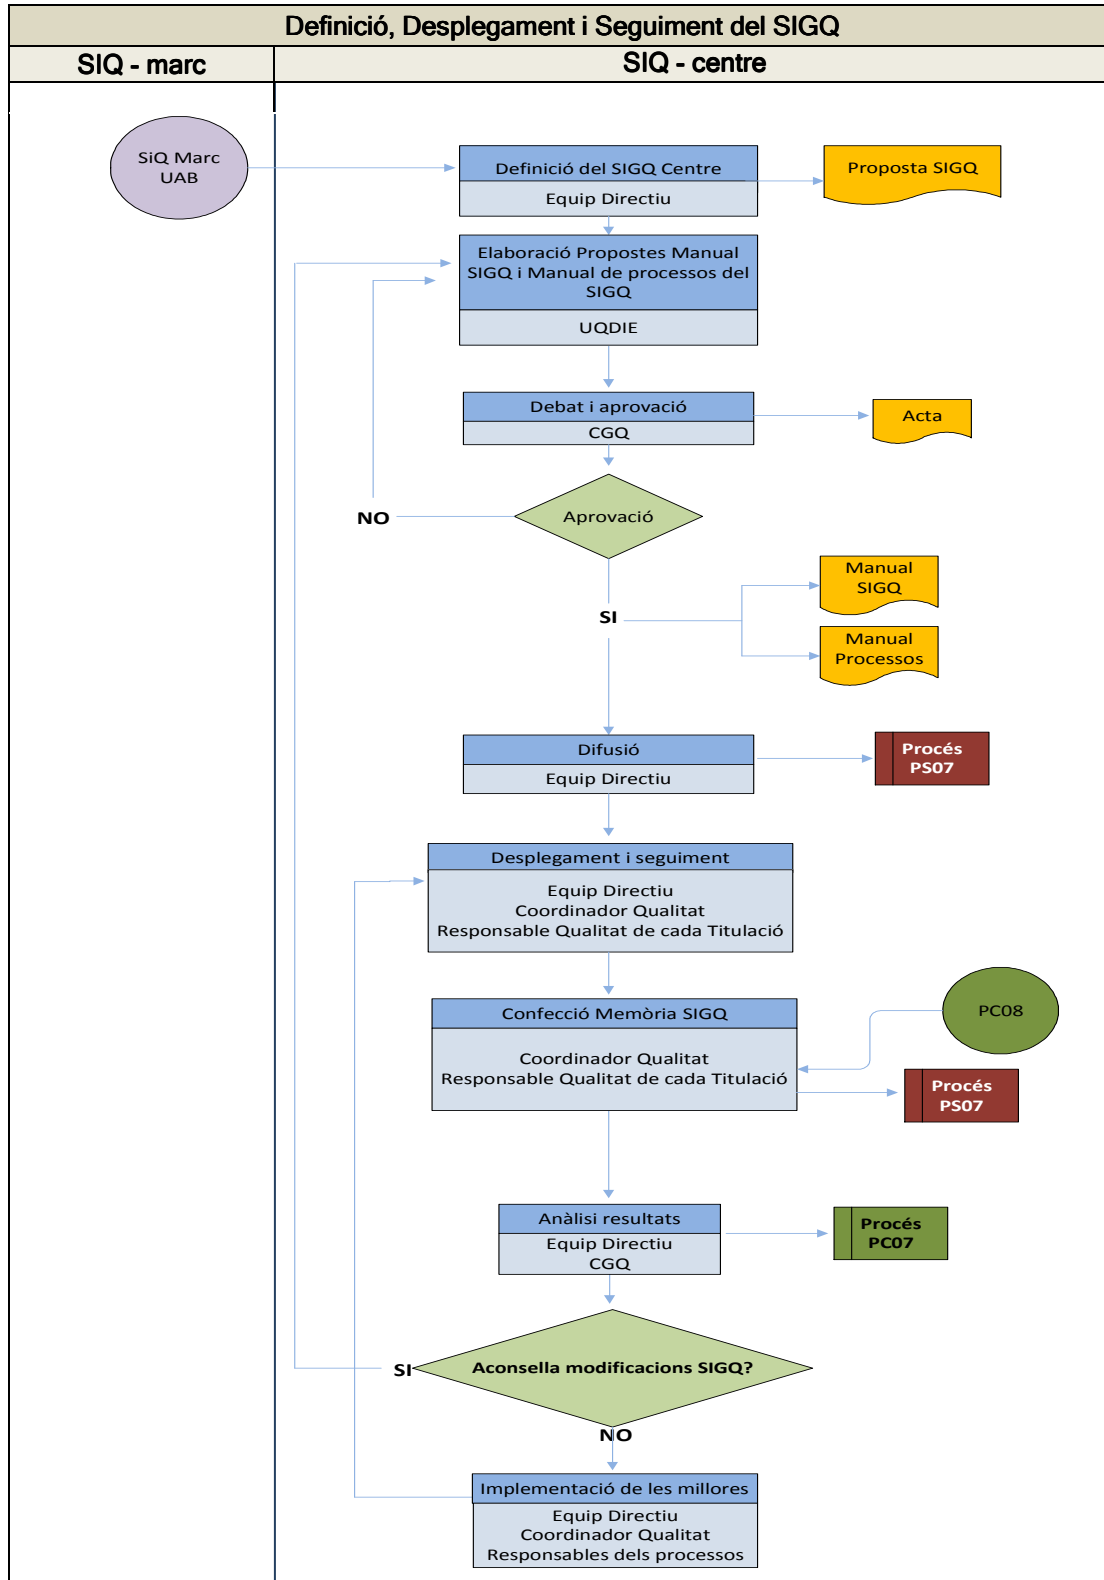 Definició, Desplegament i Seguiment del SIGQ
SIQ - marc
SIQ - centre
SiQ Marc
UAB
Definició del SIGQ Centre
Equip Directiu
Proposta SIGQ
Elaboració Propostes Manual
SIGQ i Manual de processos del
SIGQ
UQDIE
Debat i aprovació
CGQ
Acta
Aprovació
NO
SI
Manual
SIGQ
Manual
Processos
Difusió
Equip Directiu
Procés
PS07
Desplegament i seguiment
Equip Directiu
Coordinador Qualitat
Responsable Qualitat de cada Titulació
Confecció Memòria SIGQ
Coordinador Qualitat
Responsable Qualitat de cada Titulació
PC08
Procés
PS07
Anàlisi resultats
Equip Directiu
CGQ
Procés
PC07
Aconsella modificacions SIGQ?
SI
NO
Implementació de les millores
Equip Directiu
Coordinador Qualitat
Responsables dels processos